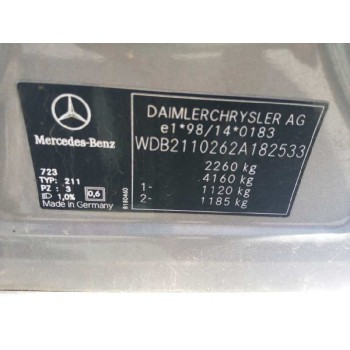 Mercedes-Benz
DAIMLERCHRYSLER AG
e1*98/14*0183
WDB2110262A182533
2260 kg
4160 kg
1- 1120 kg
2- 1185 kg
723
TYP: 211
PZ : 3
1,0% 0,6
Made in Germany